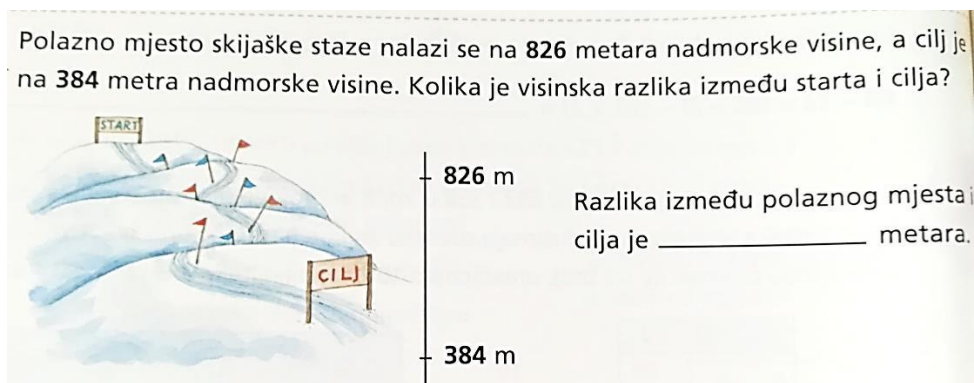 Polazno mjesto skijaške staze nalazi se na 826 metara nadmorske visine, a cilj je
na 384 metra nadmorske visine. Kolika je visinska razlika između starta i cilja?
START
CILJ
826 m
384 m
Razlika između polaznog mjesta i
cilja je ______________ metara.